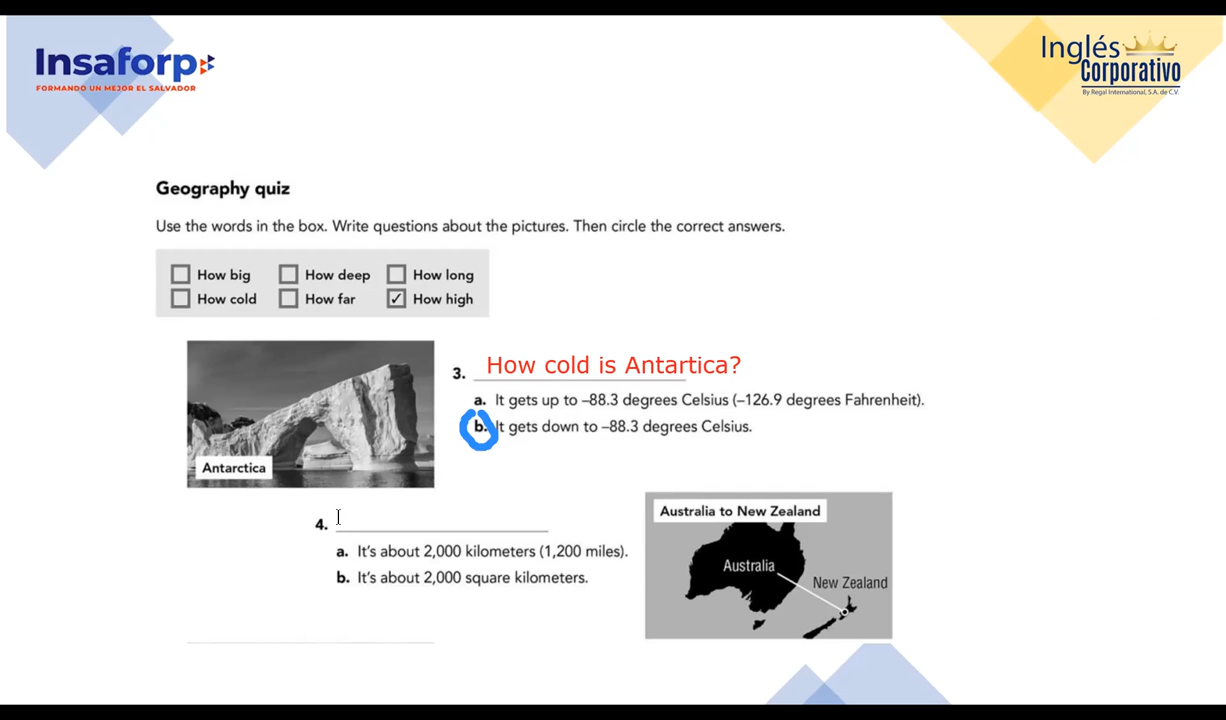 Insaforp
FORMANDO UN MEJOR EL SALVADOR
Inglés
Corporativo
By Regal International, S.A. de C.V.
Geography quiz
Use the words in the box. Write questions about the pictures. Then circle the correct answers.
How big How deep How long
How cold How far ✓ How high
3. How cold is Antartica?
a. It gets up to –88.3 degrees Celsius (–126.9 degrees Fahrenheit).
b. It gets down to –88.3 degrees Celsius.
Antarctica
4.
a. It's about 2,000 kilometers (1,200 miles).
b. It's about 2,000 square kilometers.
Australia to New Zealand
Australia
New Zealand